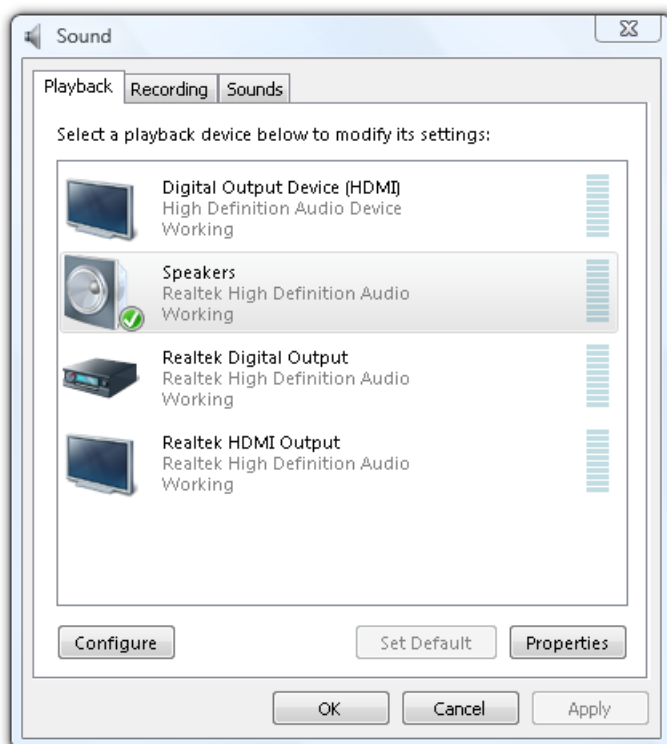 Sound
Playback Recording Sounds
Select a playback device below to modify its settings:
Digital Output Device (HDMI)
High Definition Audio Device
Working
Speakers
Realtek High Definition Audio
Working
Realtek Digital Output
Realtek High Definition Audio
Working
Realtek HDMI Output
Realtek High Definition Audio
Working
Configure Set Default Properties
OK Cancel Apply